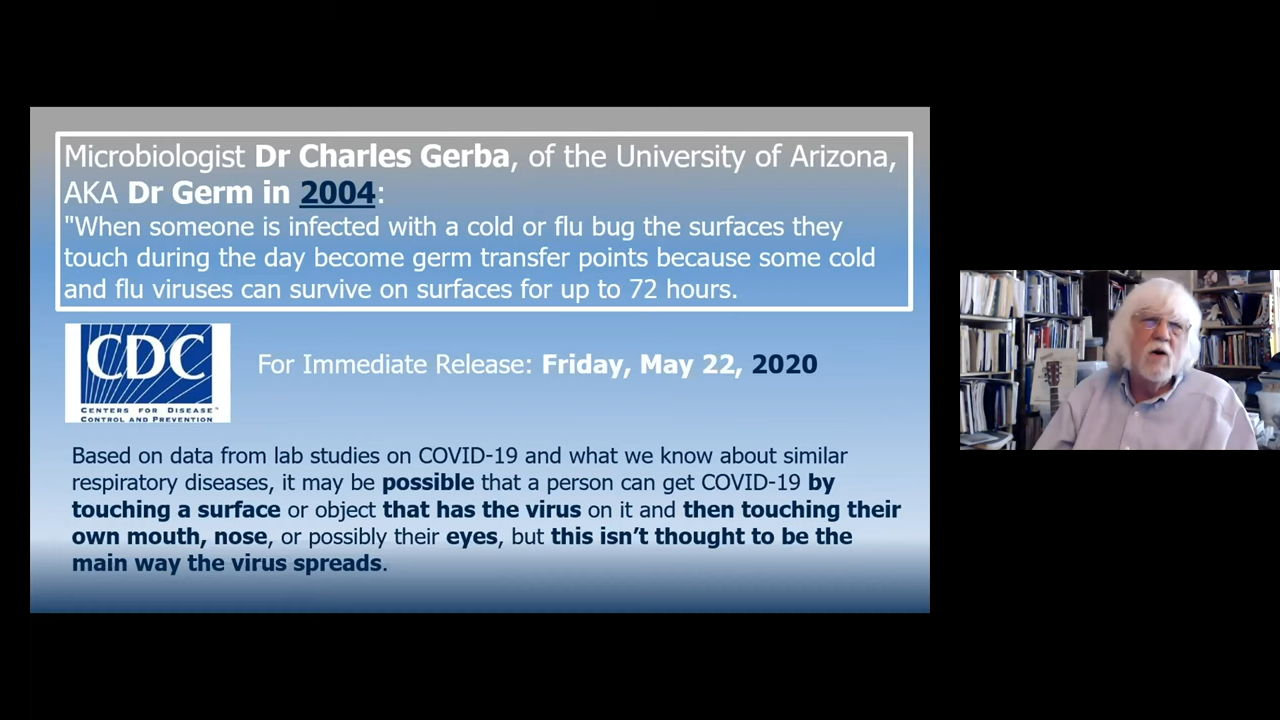 Microbiologist Dr Charles Gerba, of the University of Arizona,
AKA Dr Germ in 2004:
"When someone is infected with a cold or flu bug the surfaces they
touch during the day become germ transfer points because some cold
and flu viruses can survive on surfaces for up to 72 hours.
CDC
CENTERS FOR DISEASE™
CONTROL AND PREVENTION
For Immediate Release: Friday, May 22, 2020
Based on data from lab studies on COVID-19 and what we know about similar
respiratory diseases, it may be possible that a person can get COVID-19 by
touching a surface or object that has the virus on it and then touching their
own mouth, nose, or possibly their eyes, but this isn’t thought to be the
main way the virus spreads.